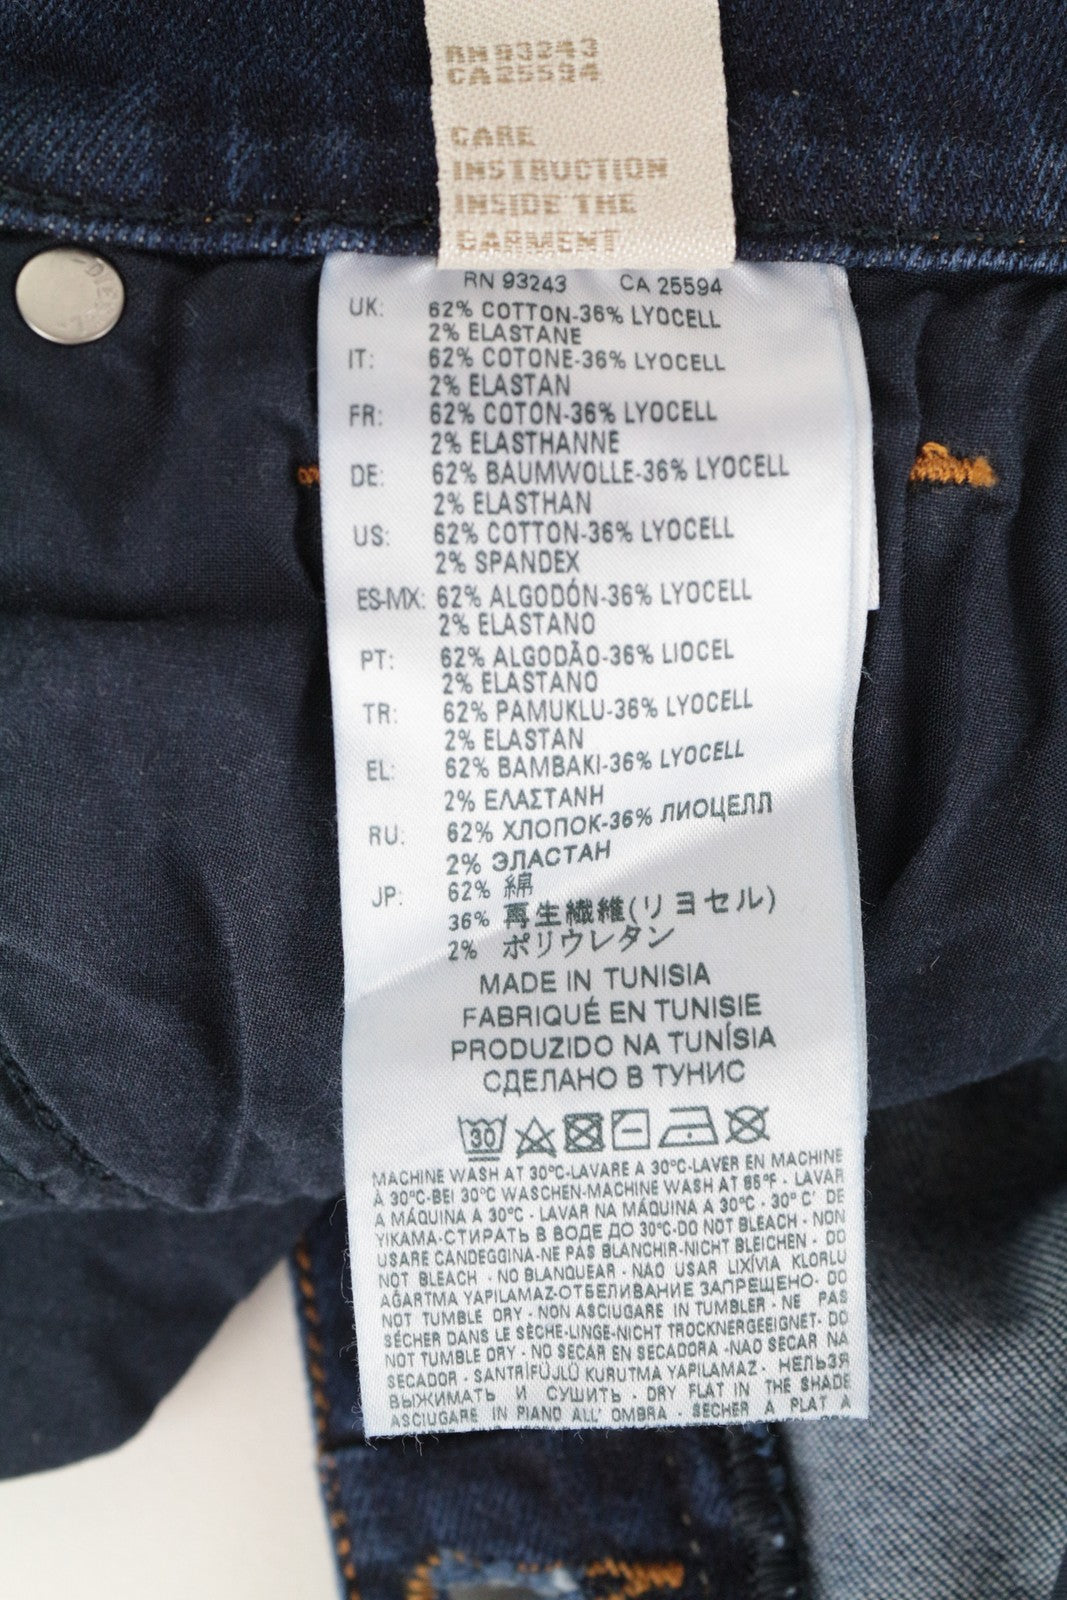 RN 93243
CA 25594
CARE
INSTRUCTION
INSIDE THE
GARMENT
RN 93243 CA 25594
UK: 62% COTTON-36% LYOCELL
2% ELASTANE
IT: 62% COTONE-36% LYOCELL
2% ELASTAN
FR: 62% COTON-36% LYOCELL
2% ELASTHANNE
DE: 62% BAUMWOLLE-36% LYOCELL
2% ELASTHAN
US: 62% COTTON-36% LYOCELL
2% SPANDEX
ES-MX: 62% ALGODÓN-36% LYOCELL
2% ELASTANO
PT: 62% ALGODÃO-36% LIOCEL
2% ELASTANO
TR: 62% PAMUKLU-36% LYOCELL
2% ELASTAN
EL: 62% BAMBAKI-36% LYOCELL
2% ΕΛΑΣΤΑΝΗ
RU: 62% ХЛОПОК-36% ЛИОЦЕЛЛ
2% ЭЛАСТАН
JP: 62% 綿
36% 再生繊維(リヨセル)
2% ポリウレタン
MADE IN TUNISIA
FABRIQUÉ EN TUNISIE
PRODUZIDO NA TUNÍSIA
СДЕЛАНО В ТУНИС
30
MACHINE WASH AT 30°C-LAVARE A 30°C-LAVER EN MACHINE
À 30°C-BEI 30°C WASCHEN-MACHINE WASH AT 85°F - LAVAR
A MÁQUINA A 30°C - LAVAR NA MÁQUINA A 30°C - 30° C' DE
YIKAMA-СТИРАТЬ В ВОДЕ ДО 30°C-DO NOT BLEACH - NON
USARE CANDEGGINA-NE PAS BLANCHIR-NICHT BLEICHEN - DO
NOT BLEACH - NO BLANQUEAR - NAO USAR LIXÍVIA KLORLU
AĞARTMA YAPILAMAZ-ОТБЕЛИВАНИЕ ЗАПРЕЩЕНО- DO
NOT TUMBLE DRY - NON ASCIUGARE IN TUMBLER - NE PAS
SÉCHER DANS LE SÈCHE-LINGE-NICHT TROCKNERGEEIGNET- DO
NOT TUMBLE DRY - NO SECAR EN SECADORA -NAO SECAR NA
SECADOR - SANTRİFÜJLÜ KURUTMA YAPILAMAZ - НЕЛЬЗЯ
ВЫЖИМАТЬ И СУШИТЬ - DRY FLAT IN THE SHADE
ASCIUGARE IN PIANO ALL' OMBRA - SÉCHER À PLAT A